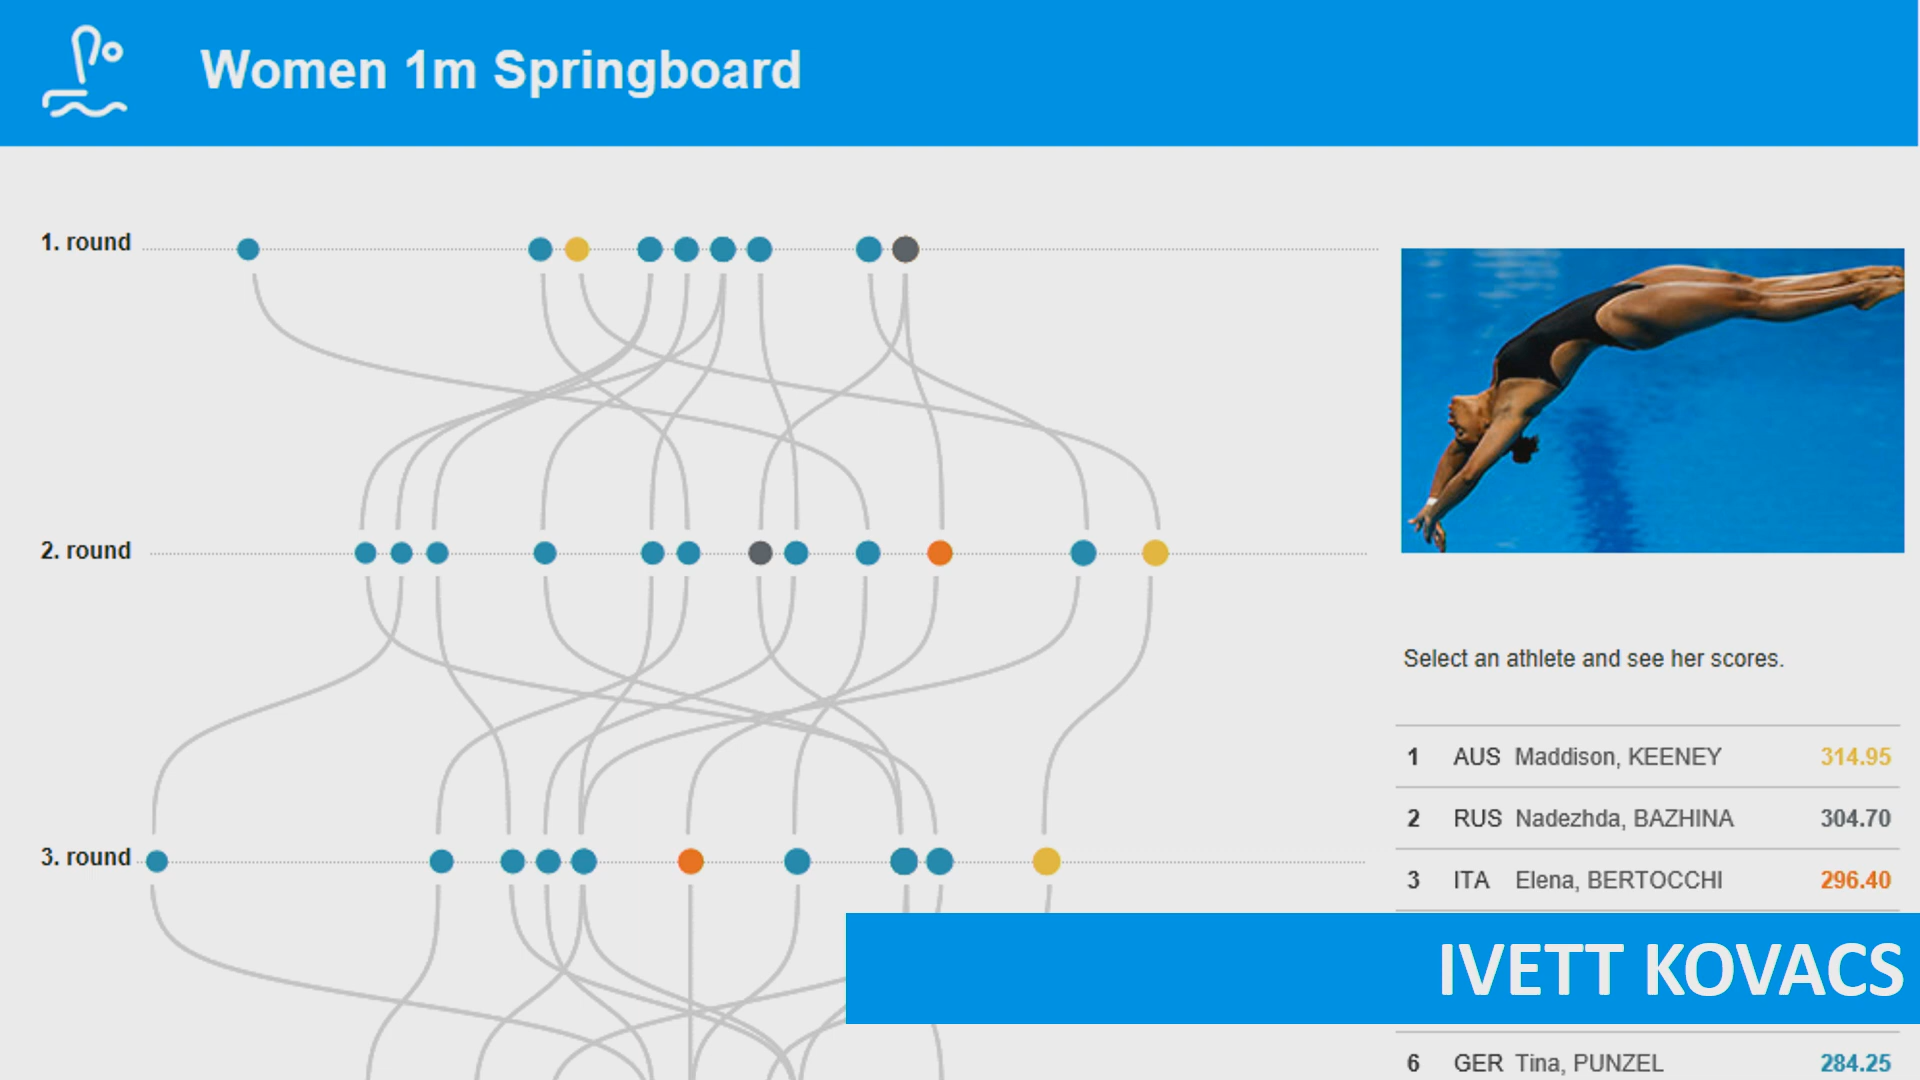 Women 1m Springboard
1. round
2. round
3. round
Select an athlete and see her scores.
1 AUS Maddison, KEENEY 314.95
2 RUS Nadezhda, BAZHINA 304.70
3 ITA Elena, BERTOCCHI 296.40
IVETT KOVACS
6 GER Tina, PUNZEL 284.25